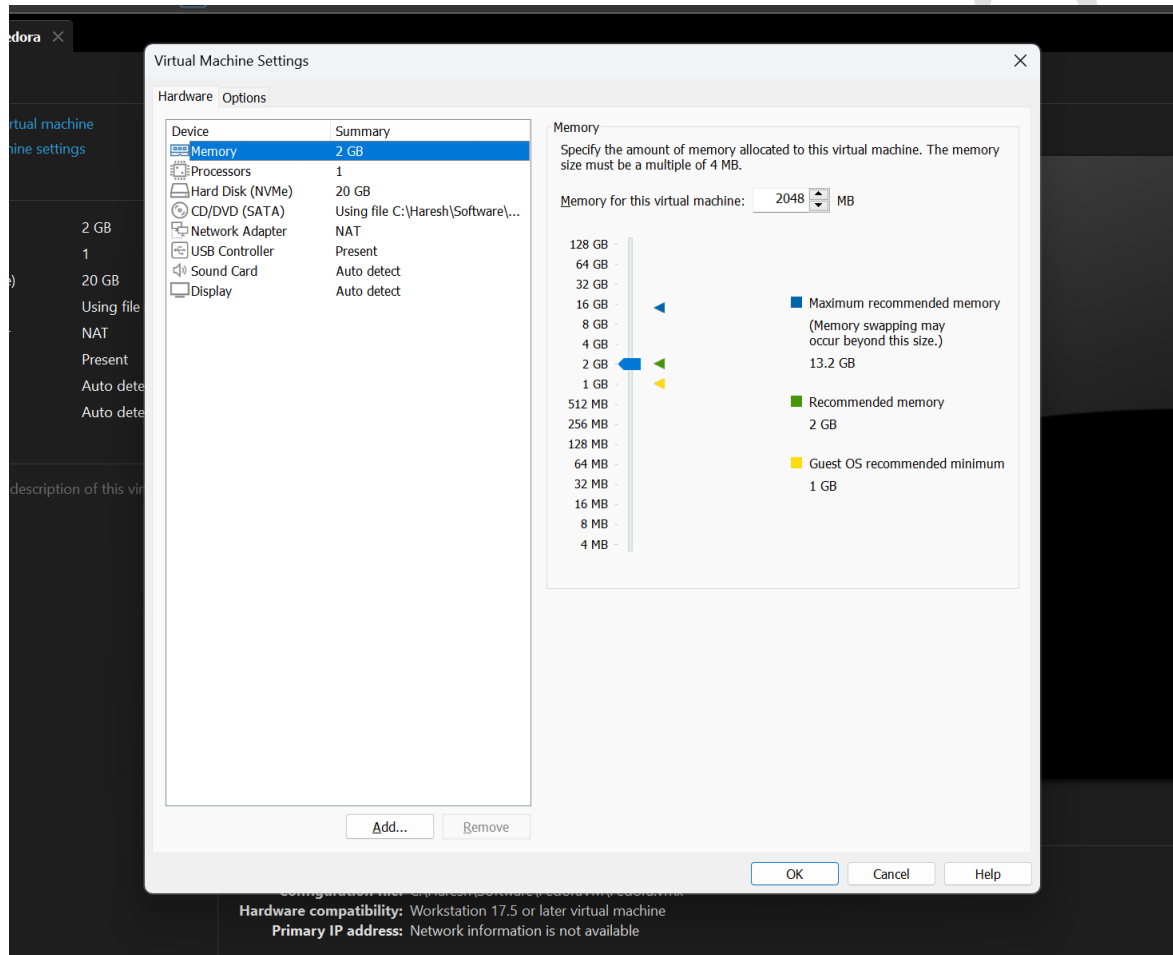 edora
rtual machine
nine settings
2 GB
1
20 GB
Using file
NAT
Present
Auto dete
Auto dete
description of this vir
Virtual Machine Settings
Hardware Options
Device Summary
Memory 2 GB
Processors 1
Hard Disk (NVMe) 20 GB
CD/DVD (SATA) Using file C:\Haresh\Software\...
Network Adapter NAT
USB Controller Present
Sound Card Auto detect
Display Auto detect
Add... Remove
Memory
Specify the amount of memory allocated to this virtual machine. The memory
size must be a multiple of 4 MB.
Memory for this virtual machine: 2048 MB
128 GB
64 GB
32 GB
16 GB
8 GB
4 GB
2 GB
1 GB
512 MB
256 MB
128 MB
64 MB
32 MB
16 MB
8 MB
4 MB
Maximum recommended memory
(Memory swapping may
occur beyond this size.)
13.2 GB
Recommended memory
2 GB
Guest OS recommended minimum
1 GB
OK Cancel Help
Hardware compatibility: Workstation 17.5 or later virtual machine
Primary IP address: Network information is not available